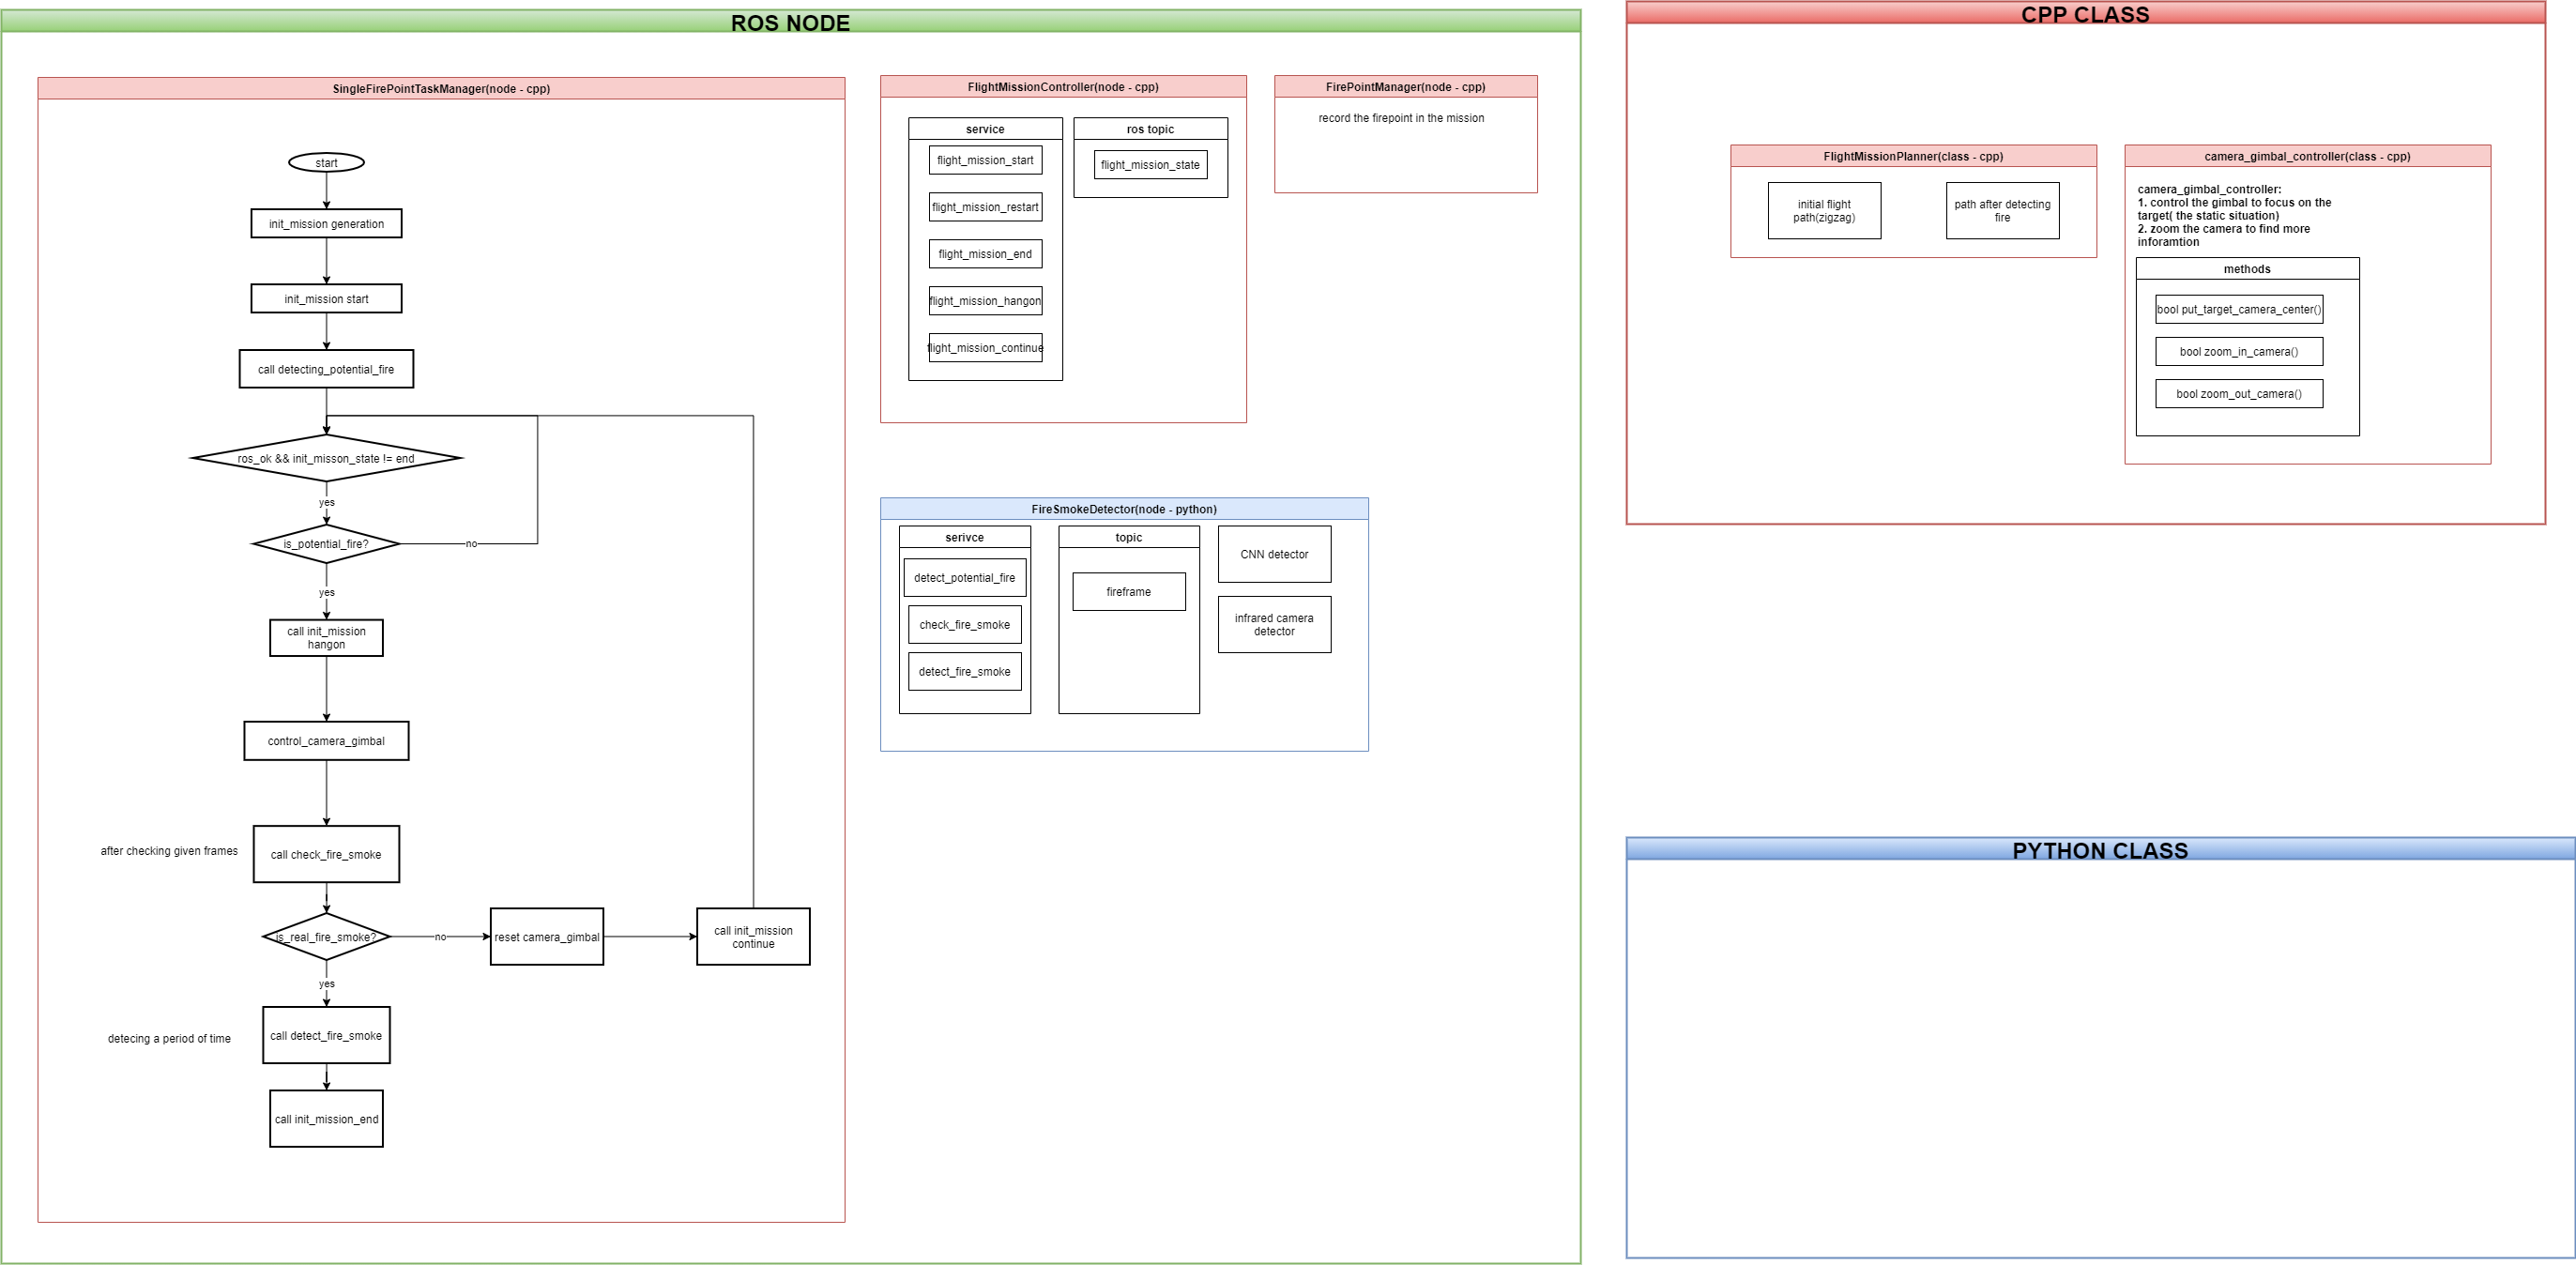 ROS NODE
SingleFirePointTaskManager(node - cpp)
start
init_mission generation
init_mission start
call detecting_potential_fire
ros_ok && init_misson_state != end
yes
is_potential_fire?
no
yes
call init_mission
hangon
control_camera_gimbal
after checking given frames
call check_fire_smoke
is_real_fire_smoke?
no
reset camera_gimbal
call init_mission
continue
yes
detecing a period of time
call detect_fire_smoke
call init_mission_end
FlightMissionController(node - cpp)
service
flight_mission_start
flight_mission_restart
flight_mission_end
flight_mission_hangon
flight_mission_continue
ros topic
flight_mission_state
FirePointManager(node - cpp)
record the firepoint in the mission
FireSmokeDetector(node - python)
serivce
detect_potential_fire
check_fire_smoke
detect_fire_smoke
topic
fireframe
CNN detector
infrared camera
detector
CPP CLASS
FlightMissionPlanner(class - cpp)
initial flight
path(zigzag)
path after detecting
fire
camera_gimbal_controller(class - cpp)
camera_gimbal_controller:
1. control the gimbal to focus on the
target( the static situation)
2. zoom the camera to find more
inforamtion
methods
bool put_target_camera_center()
bool zoom_in_camera()
bool zoom_out_camera()
PYTHON CLASS